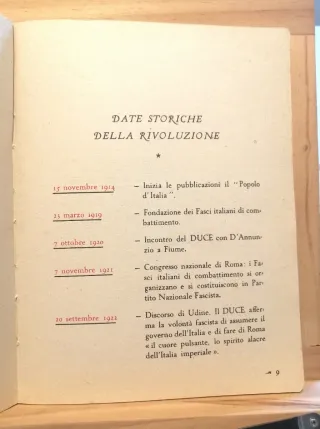 DATE STORICHE
DELLA RIVOLUZIONE
*
15 novembre 1914 — Inizia le pubblicazioni il "Popolo
d'Italia".
23 marzo 1919 — Fondazione dei Fasci italiani di com-
battimento.
7 ottobre 1920 — Incontro del DUCE con D'Annun-
zio a Fiume.
7 novembre 1921 — Congresso nazionale di Roma: i Fa-
sci italiani di combattimento si or-
ganizzano e si costituiscono in Par-
tito Nazionale Fascista.
20 settembre 1922 — Discorso di Udine. Il DUCE affer-
ma la volontà fascista di assumere il
governo dell'Italia e di fare di Roma
« il cuore pulsante, lo spirito alacre
dell'Italia imperiale ».
9